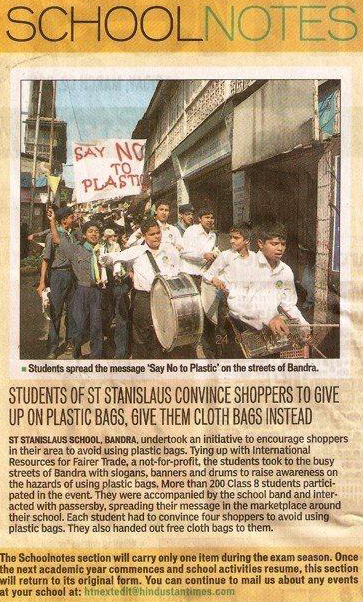 SCHOOLNOTES
SAY NO
TO
PLASTIC
Students spread the message 'Say No to Plastic' on the streets of Bandra.
STUDENTS OF ST STANISLAUS CONVINCE SHOPPERS TO GIVE
UP ON PLASTIC BAGS, GIVE THEM CLOTH BAGS INSTEAD
ST STANISLAUS SCHOOL, BANDRA, undertook an initiative to encourage shoppers
in their area to avoid using plastic bags. Tying up with International
Resources for Fairer Trade, a not-for-profit, the students took to the busy
streets of Bandra with slogans, banners and drums to raise awareness on
the hazards of using plastic bags. More than 200 Class 8 students partici-
pated in the event. They were accompanied by the school band and inter-
acted with passersby, spreading their message in the marketplace around
their school. Each student had to convince four shoppers to avoid using
plastic bags. They also handed out free cloth bags to them.
The Schoolnotes section will carry only one item during the exam season. Once
the next academic year commences and school activities resume, this section
will return to its original form. You can continue to mail us about any events
at your school at: htnextedit@hindustantimes.com